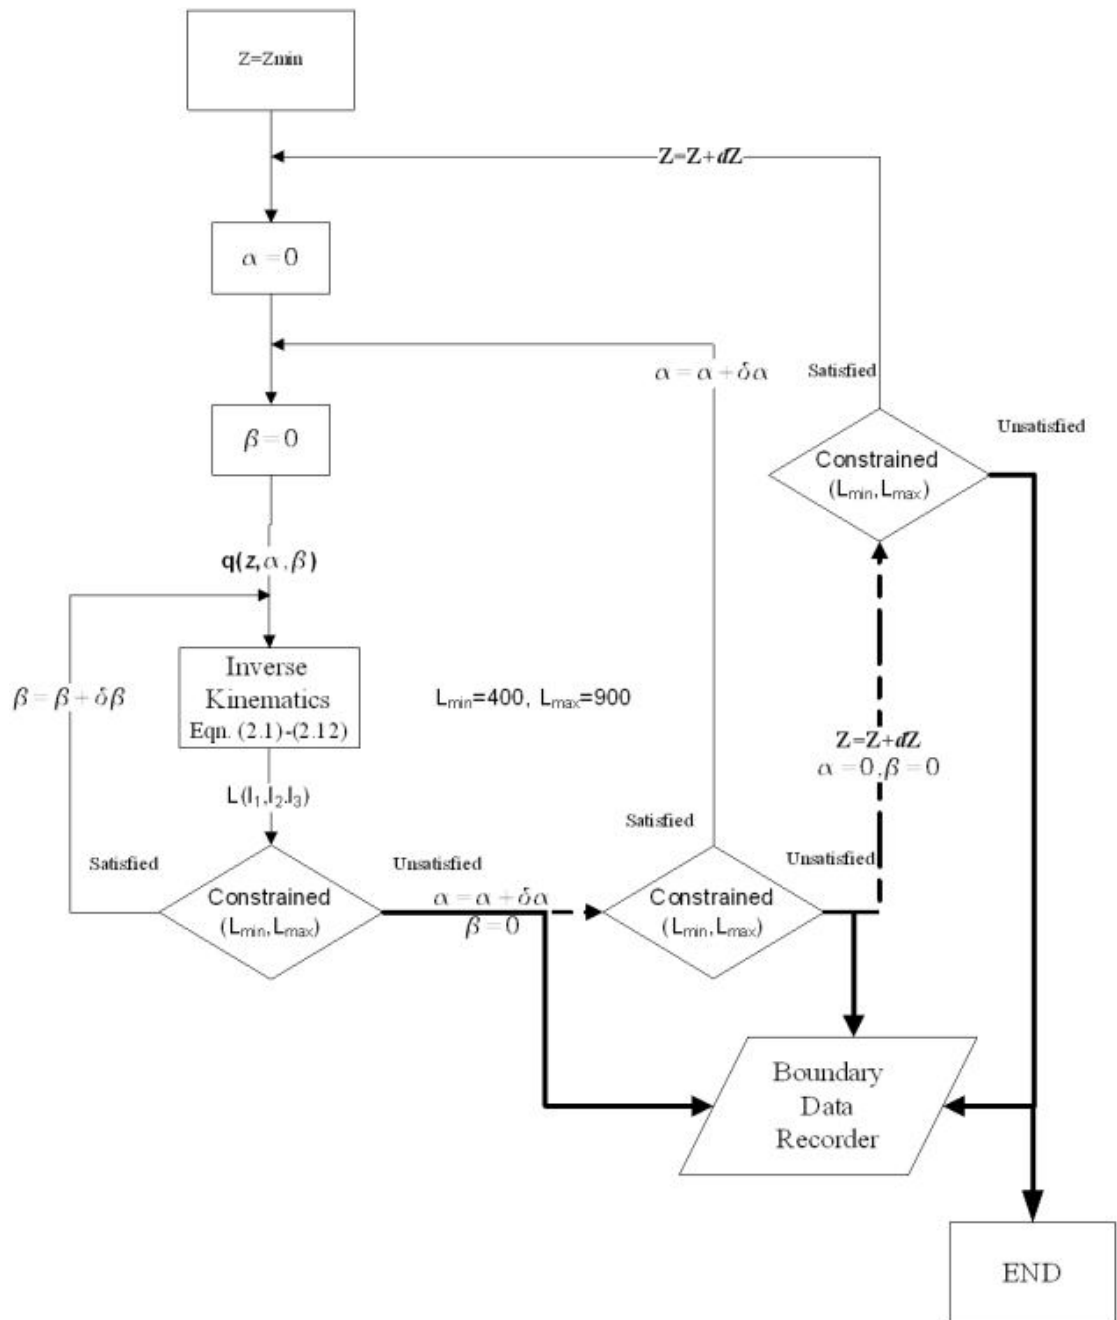 Z=Zmin
Z=Z+dZ
α=0
α=α+δα
Satisfied
β=0
Unsatisfied
Constrained
(Lmin,Lmax)
q(z,α,β)
β=β+δβ
Inverse
Kinematics
Eqn. (2.1)-(2.12)
Lmin=400, Lmax=900
Z=Z+dZ
α=0,β=0
L(l1,l2.l3)
Satisfied
Satisfied
Unsatisfied
Unsatisfied
α=α+δα
β=0
Constrained
(Lmin,Lmax)
Constrained
(Lmin,Lmax)
Boundary
Data
Recorder
END